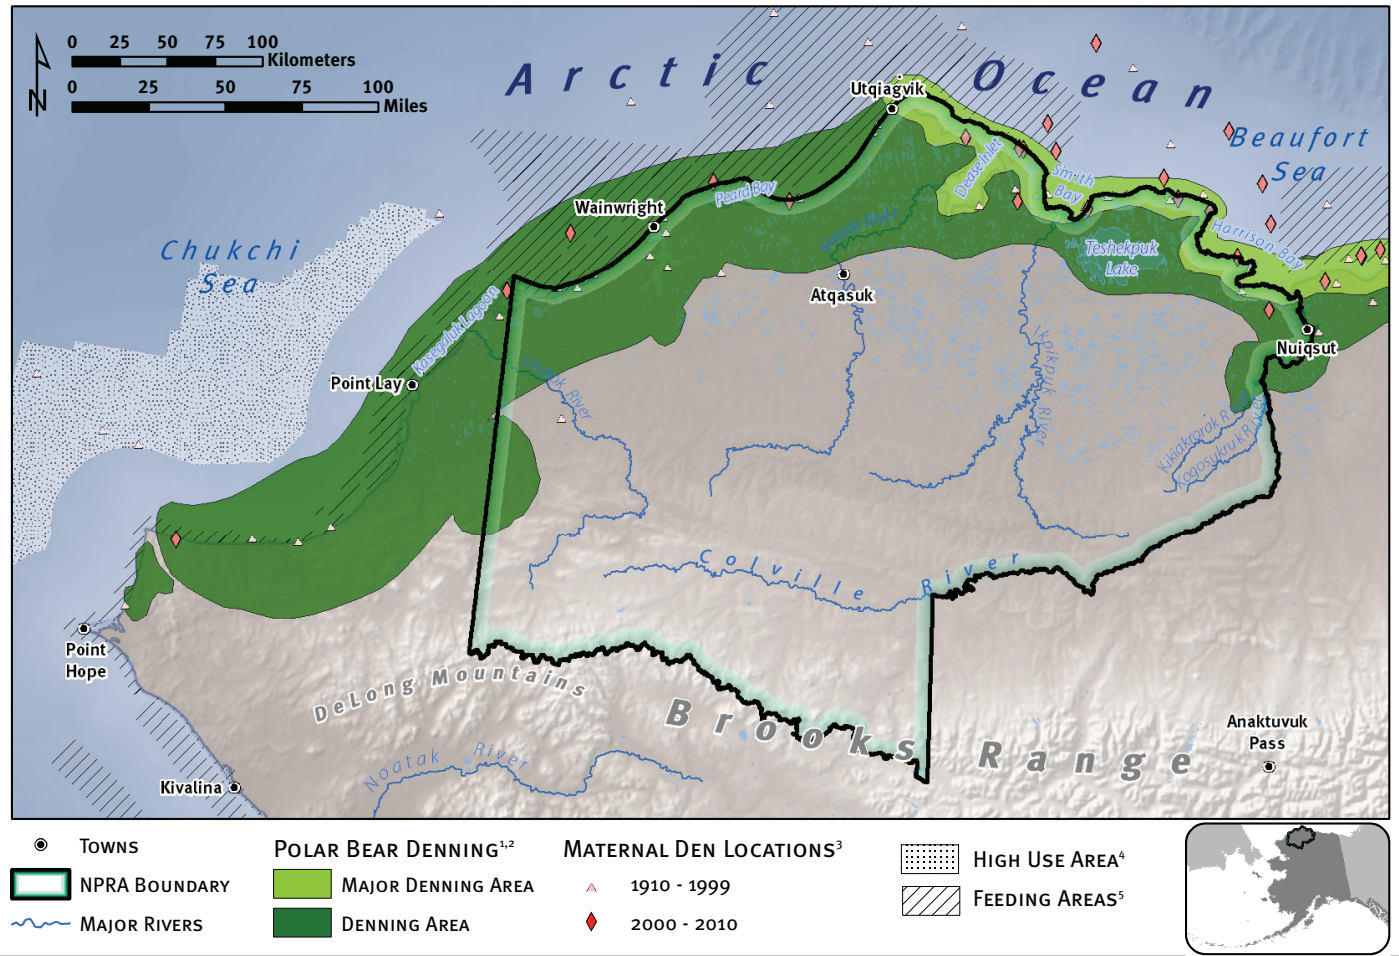 0 25 50 75 100
Kilometers
0 25 50 75 100
Miles
N
Arctic Ocean
Utqiagvik
Beaufort
Sea
Dease Inlet
Smith
Bay
Peard Bay
Wainwright
Chukchi
Sea
Meade River
Harrison Bay
Teshekpuk
Lake
Atqasuk
Kasegaluk Lagoon
Nuiqsut
Point Lay
Utukok River
Ikpikpuk River
Kikiakrorak R
Kogosykruk River
Colville River
Point
Hope
DeLong Mountains
Brooks Range
Anaktuvuk
Pass
Noatak River
Kivalina
Towns
NPRA Boundary
Major Rivers
Polar Bear Denning1,2
Major Denning Area
Denning Area
Maternal Den Locations3
1910 - 1999
2000 - 2010
High Use Area4
Feeding Areas5